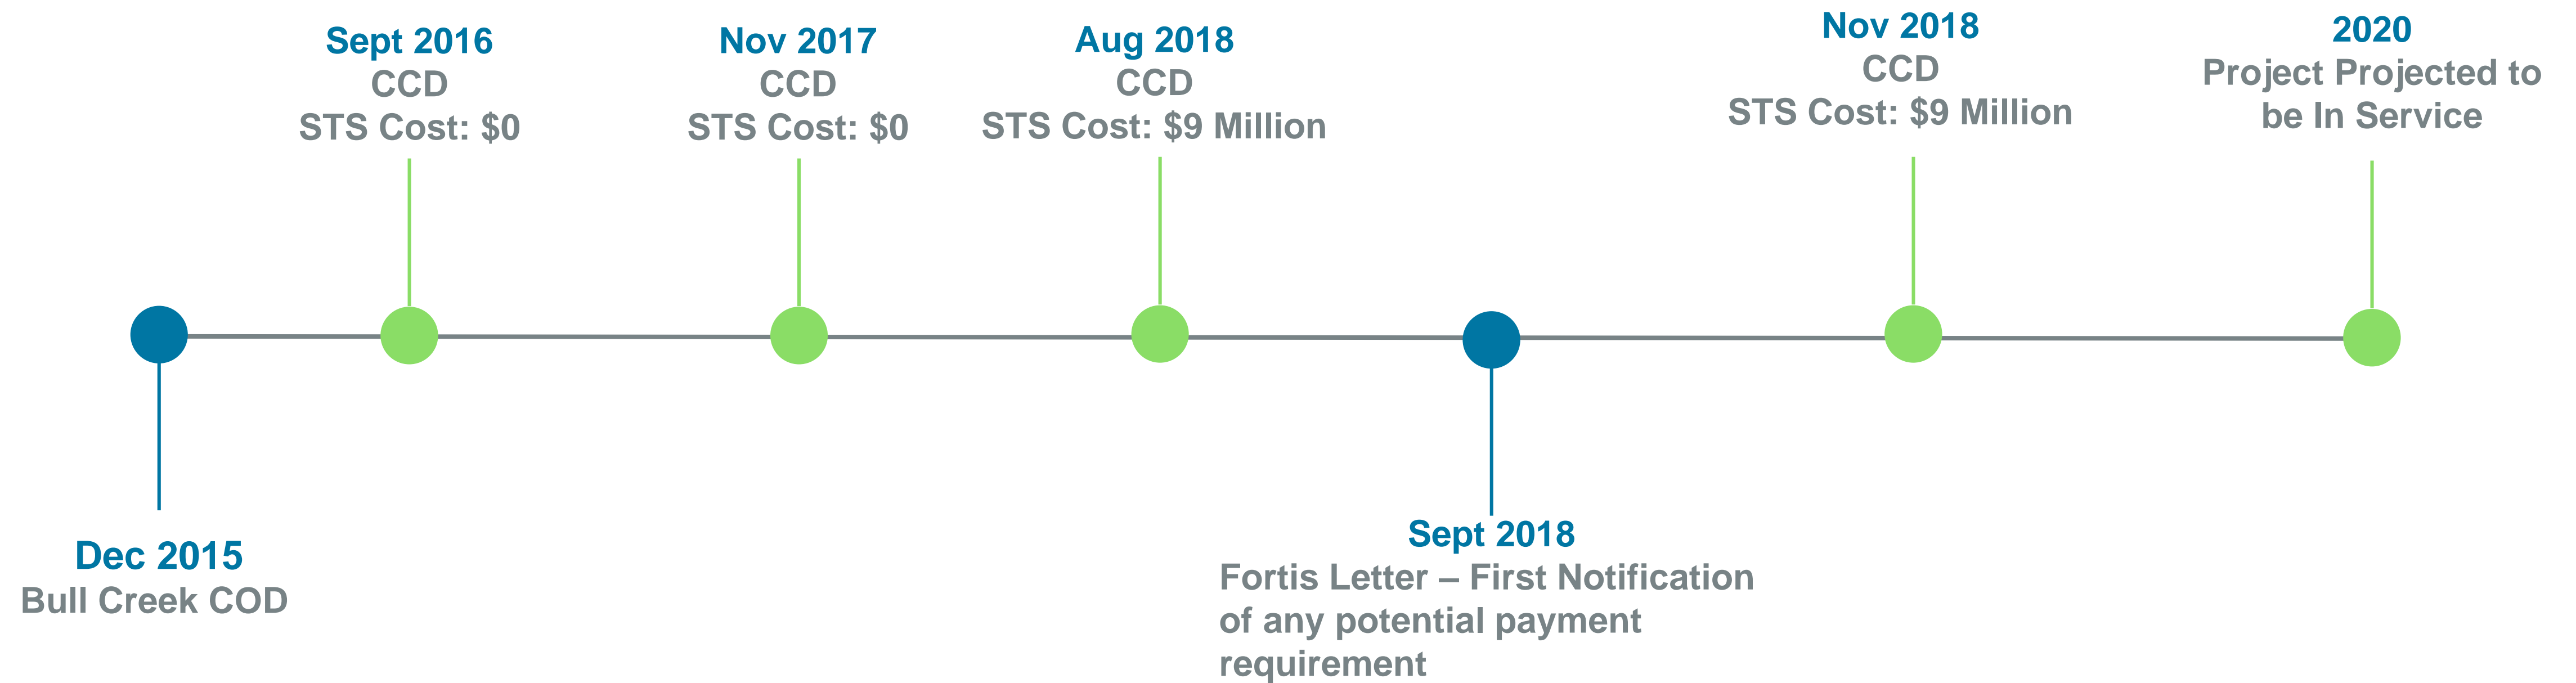 Sept 2016
CCD
STS Cost: $0
Nov 2017
CCD
STS Cost: $0
Aug 2018
CCD
STS Cost: $9 Million
Nov 2018
CCD
STS Cost: $9 Million
2020
Project Projected to
be In Service
Dec 2015
Bull Creek COD
Sept 2018
Fortis Letter – First Notification
of any potential payment
requirement